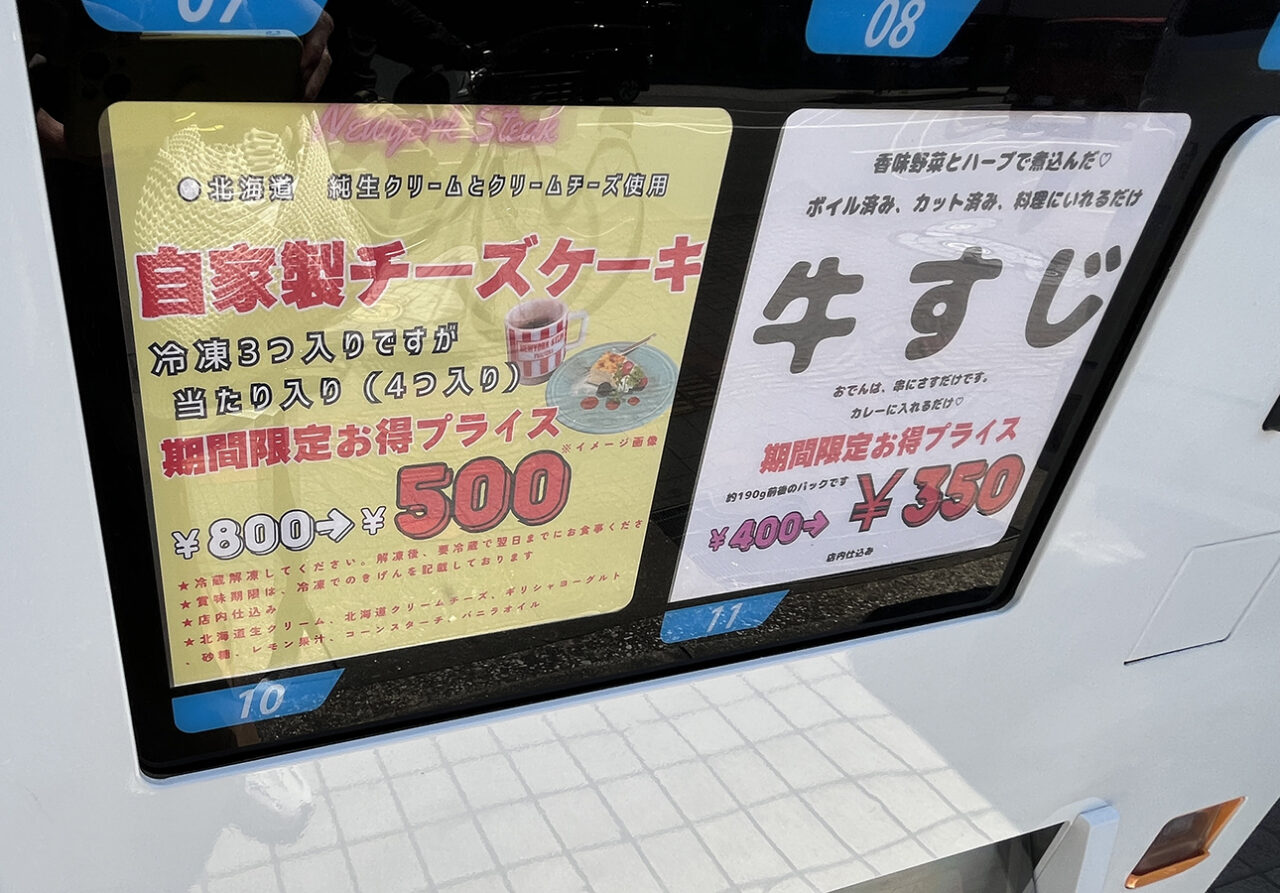 07
08
Newyork Steak
●北海道 純生クリームとクリームチーズ使用
自家製チーズケーキ
冷凍3つ入りですが
当たり入り（4つ入り）
期間限定お得プライス
※イメージ画像
￥800→￥500
★冷蔵解凍してください。解凍後、要冷蔵で翌日までにお食事くださ
★賞味期限は、冷凍でのきげんを記載しております
★店内仕込み
★北海道生クリーム、北海道クリームチーズ、ギリシャヨーグルト
、砂糖、レモン果汁、コーンスターチ、バニラオイル
10
香味野菜とハーブで煮込んだ♡
ボイル済み、カット済み、料理にいれるだけ
牛すじ
おでんは、串にさすだけです。
カレーに入れるだけ♡
期間限定お得プライス
約190g前後のパックです
￥400→￥350
店内仕込み
11